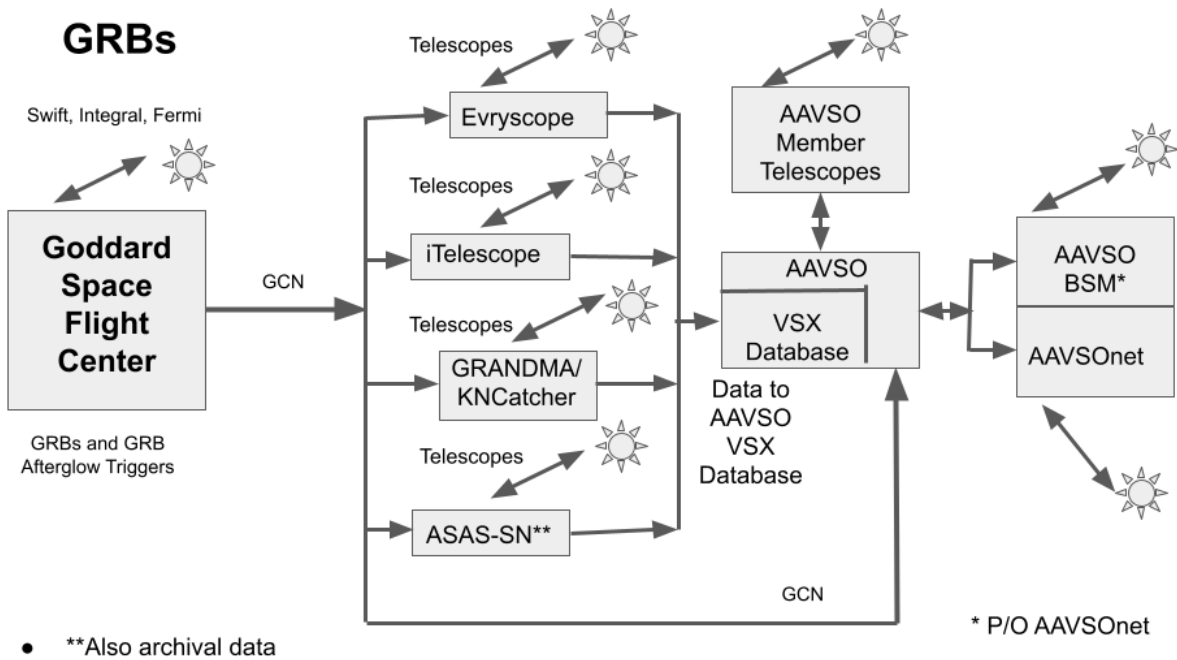 GRBs
Swift, Integral, Fermi
Goddard
Space
Flight
Center
GRBs and GRB
Afterglow Triggers
GCN
Telescopes
Evryscope
Telescopes
iTelescope
Telescopes
GRANDMA/
KNCatcher
Telescopes
ASAS-SN**
AAVSO
Member
Telescopes
AAVSO
VSX
Database
Data to
AAVSO
VSX
Database
GCN
AAVSO
BSM*
AAVSOnet
* P/O AAVSOnet
● **Also archival data